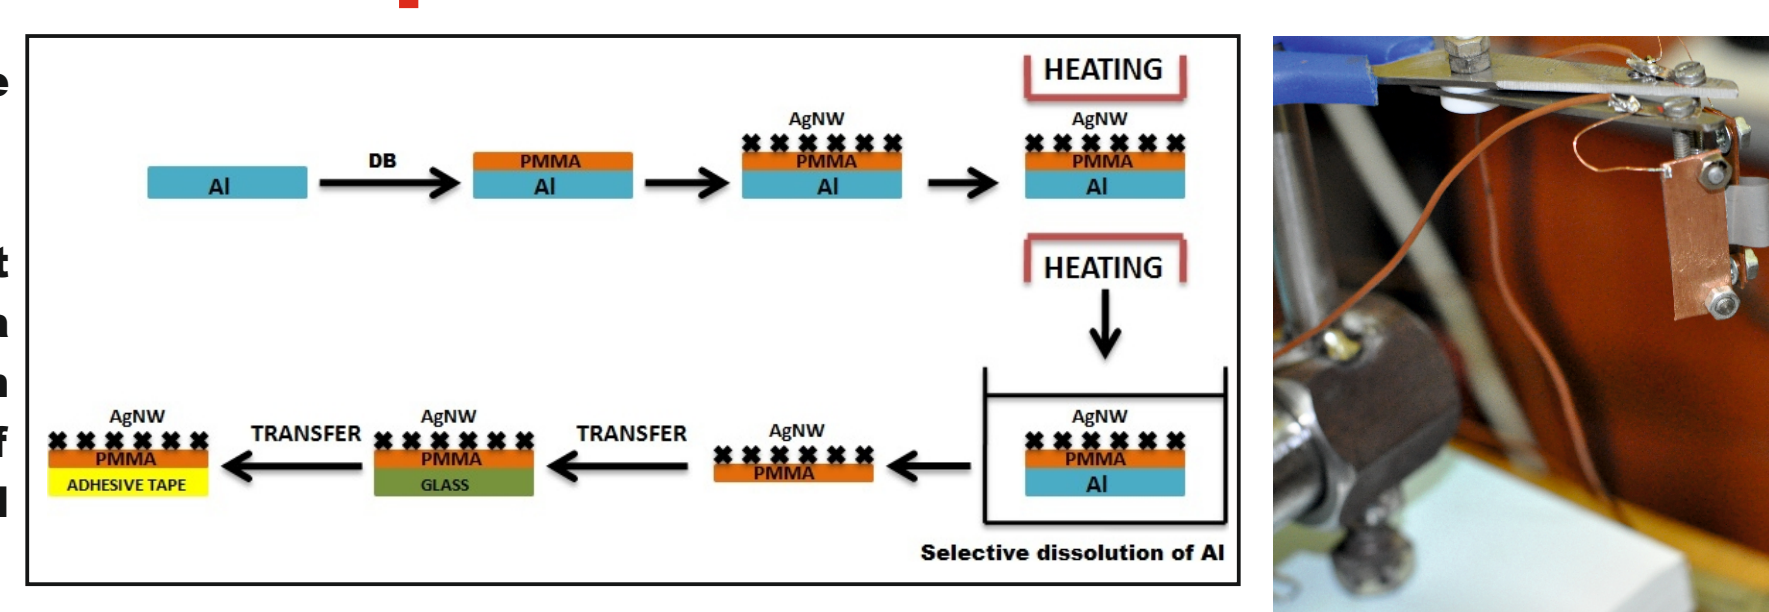 HEATING
AgNW
PMMA
Al
AgNW
PMMA
Al
DB
PMMA
Al
Al
HEATING
AgNW
PMMA
ADHESIVE TAPE
TRANSFER
AgNW
PMMA
GLASS
TRANSFER
AgNW
PMMA
AgNW
PMMA
Al
Selective dissolution of Al